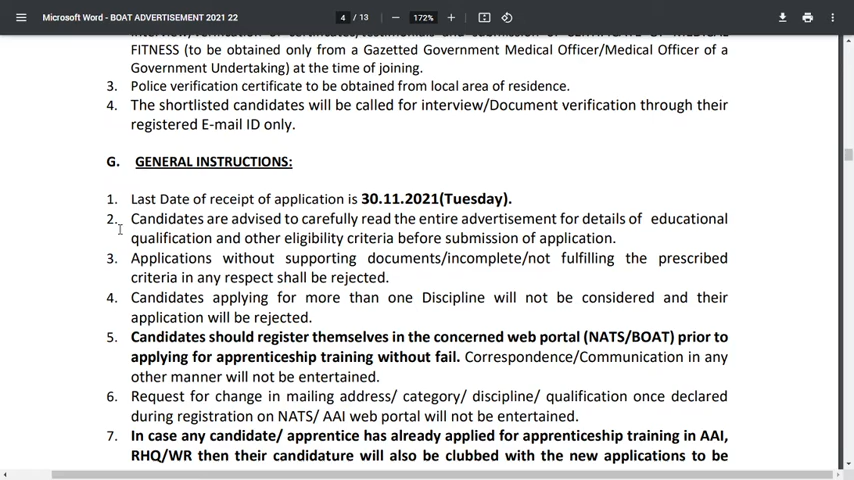 Microsoft Word - BOAT ADVERTISEMENT 2021 22
4 / 13
172%
FITNESS (to be obtained only from a Gazetted Government Medical Officer/Medical Officer of a
Government Undertaking) at the time of joining.
3. Police verification certificate to be obtained from local area of residence.
4. The shortlisted candidates will be called for interview/Document verification through their
registered E-mail ID only.
G. GENERAL INSTRUCTIONS:
1. Last Date of receipt of application is 30.11.2021(Tuesday).
2. Candidates are advised to carefully read the entire advertisement for details of educational
qualification and other eligibility criteria before submission of application.
3. Applications without supporting documents/incomplete/not fulfilling the prescribed
criteria in any respect shall be rejected.
4. Candidates applying for more than one Discipline will not be considered and their
application will be rejected.
5. Candidates should register themselves in the concerned web portal (NATS/BOAT) prior to
applying for apprenticeship training without fail. Correspondence/Communication in any
other manner will not be entertained.
6. Request for change in mailing address/ category/ discipline/ qualification once declared
during registration on NATS/ AAI web portal will not be entertained.
7. In case any candidate/ apprentice has already applied for apprenticeship training in AAI,
RHQ/WR then their candidature will also be clubbed with the new applications to be